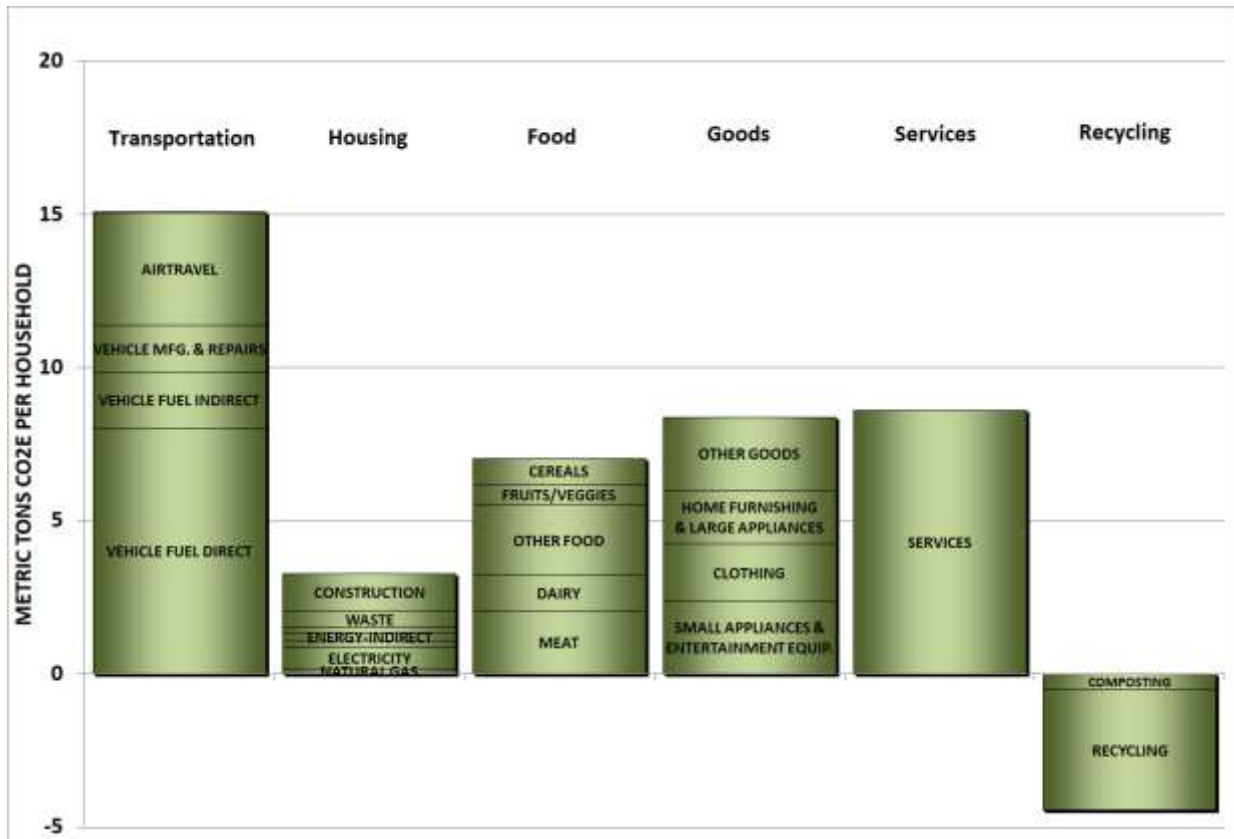 METRIC TONS CO2E PER HOUSEHOLD
20
15
10
5
0
-5
Transportation
Housing
Food
Goods
Services
Recycling
AIRTRAVEL
VEHICLE MFG. & REPAIRS
VEHICLE FUEL INDIRECT
VEHICLE FUEL DIRECT
CONSTRUCTION
WASTE
ENERGY-INDIRECT
ELECTRICITY
NATURAL GAS
CEREALS
FRUITS/VEGGIES
OTHER FOOD
DAIRY
MEAT
OTHER GOODS
HOME FURNISHING
& LARGE APPLIANCES
CLOTHING
SMALL APPLIANCES &
ENTERTAINMENT EQUIP.
SERVICES
COMPOSTING
RECYCLING